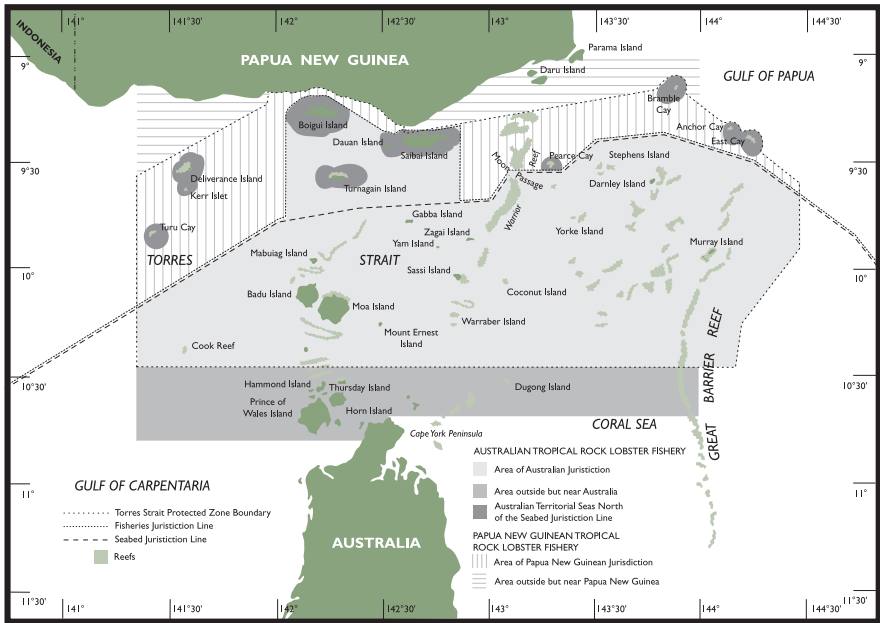 141°
141°30'
142°
142°30'
143°
143°30'
144°
144°30'
INDONESIA
PAPUA NEW GUINEA
Parama Island
9°
9°
Daru Island
GULF OF PAPUA
Bramble
Cay
Boigui Island
Anchor Cay
East Cay
Dauan Island
Saibai Island
Moon
Passage
Reef
Warrior
Pearce Cay
Stephens Island
9°30'
9°30'
Deliverance Island
Kerr Islet
Turnagain Island
Darnley Island
Gabba Island
Turu Cay
Zagai Island
Yorke Island
Yam Island
Murray Island
Mabuiag Island
TORRES
STRAIT
10°
10°
Sassi Island
Badu Island
Coconut Island
Moa Island
Warraber Island
Mount Ernest
Island
Cook Reef
GREAT BARRIER REEF
10°30'
10°30'
Hammond Island
Thursday Island
Dugong Island
Prince of
Wales Island
Horn Island
CORAL SEA
Cape York Peninsula
AUSTRALIAN TROPICAL ROCK LOBSTER FISHERY
Area of Australian Juristiction
Area outside but near Australia
Australian Territorial Seas North
of the Seabed Juristiction Line
PAPUA NEW GUINEAN TROPICAL
ROCK LOBSTER FISHERY
Area of Papua New Guinean Jurisdiction
Area outside but near Papua New Guinea
GULF OF CARPENTARIA
11°
11°
Torres Strait Protected Zone Boundary
Fisheries Juristiction Line
Seabed Juristiction Line
Reefs
AUSTRALIA
11°30'
11°30'
141°
141°30'
142°
142°30'
143°
143°30'
144°
144°30'